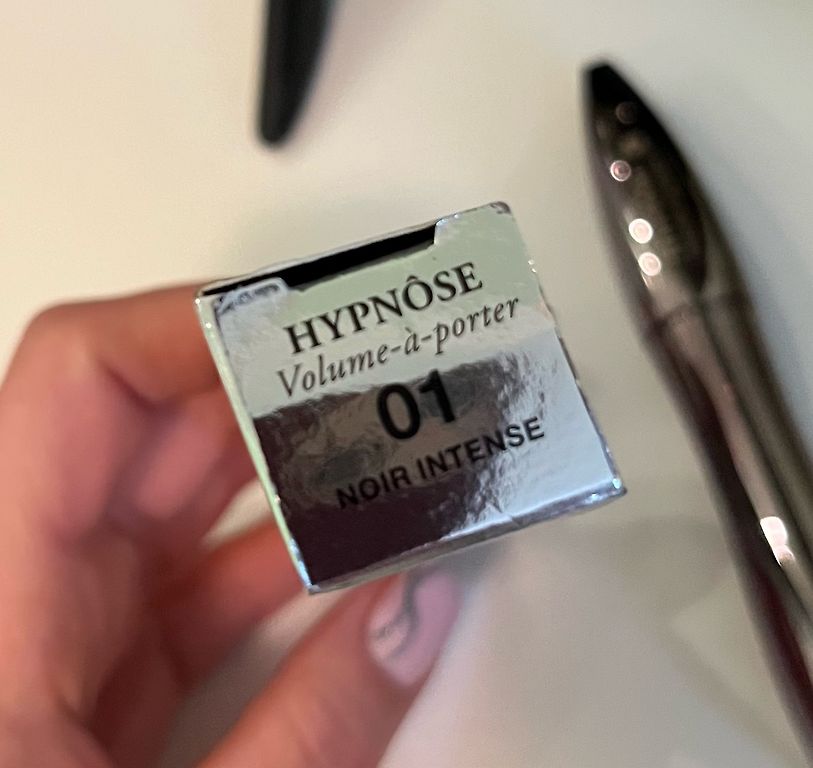 HYPNÔSE
Volume-à-porter
01
NOIR INTENSE